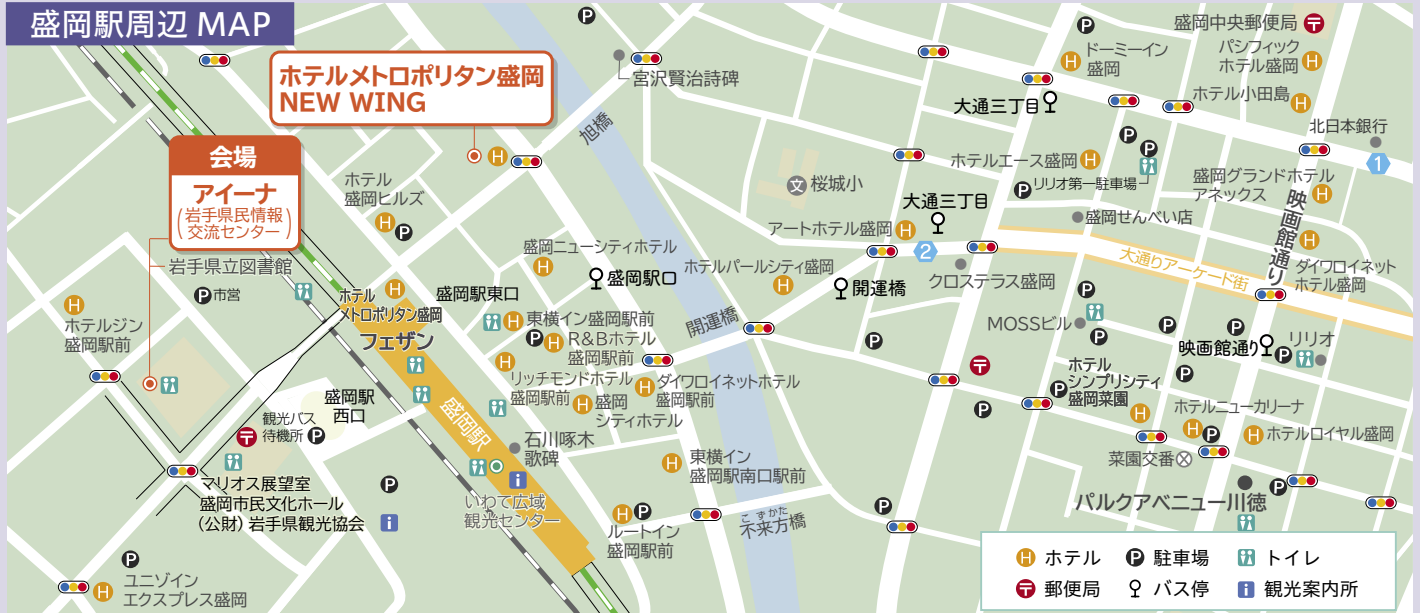 盛岡駅周辺 MAP
盛岡中央郵便局
〒
P
ドーミーイン
盛岡
パシフィック
ホテル盛岡
宮沢賢治詩碑
ホテルメトロポリタン盛岡
NEW WING
大通三丁目
ホテル小田島
旭橋
北日本銀行
1
会場
アイーナ
(岩手県民情報
交流センター)
ホテル
盛岡ヒルズ
文
桜城小
ホテルエース盛岡
リリオ第一駐車場
盛岡グランドホテル
アネックス
大通三丁目
盛岡せんべい店
映画館通り
アートホテル盛岡
2
岩手県立図書館
盛岡ニューシティホテル
盛岡駅口
ホテルパールシティ盛岡
開運橋
クロステラス盛岡
大通りアーケード街
ダイワロイネット
ホテル盛岡
市営
ホテル
メトロポリタン盛岡
盛岡駅東口
フェザン
東横イン盛岡駅前
R&Bホテル
盛岡駅前
開運橋
MOSSビル
映画館通り
リリオ
ホテルジン
盛岡駅前
リッチモンドホテル
盛岡駅前
盛岡
シティホテル
ダイワロイネットホテル
盛岡駅前
ホテル
シンプリシティ
盛岡菜園
盛岡駅
西口
観光バス
待機所
盛岡駅
石川啄木
歌碑
ホテルニューカリーナ
ホテルロイヤル盛岡
菜園交番
東横イン
盛岡駅南口駅前
マリオス展望室
盛岡市民文化ホール
(公財) 岩手県観光協会
いわて広域
観光センター
パルクアベニュー川徳
こずかた
不来方橋
ルートイン
盛岡駅前
ユニゾイン
エクスプレス盛岡
H ホテル P 駐車場 トイレ
〒 郵便局 バス停 i 観光案内所